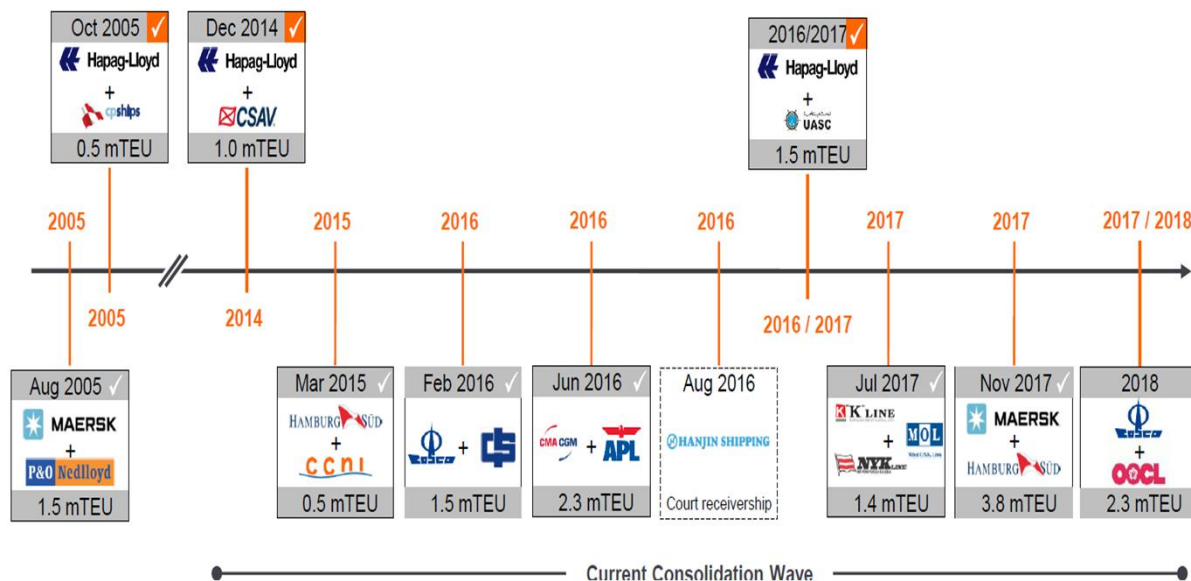 Oct 2005
Hapag-Lloyd
+
cpships
0.5 mTEU
Dec 2014
Hapag-Lloyd
+
CSAV
1.0 mTEU
2016/2017
Hapag-Lloyd
+
UASC
1.5 mTEU
2005
2015
2016
2016
2016
2017
2017
2017 / 2018
2005
2014
2016 / 2017
Aug 2005
MAERSK
+
P&O Nedlloyd
1.5 mTEU
Mar 2015
HAMBURG SÜD
+
ccni
0.5 mTEU
Feb 2016
COSCO + CS
1.5 mTEU
Jun 2016
CMA CGM + APL
2.3 mTEU
Aug 2016
HANJIN SHIPPING
Court receivership
Jul 2017
K "K" LINE
+ MOL
NYK LINE
1.4 mTEU
Nov 2017
MAERSK
+
HAMBURG SÜD
3.8 mTEU
2018
COSCO
+
OOCL
2.3 mTEU
Current Consolidation Wave